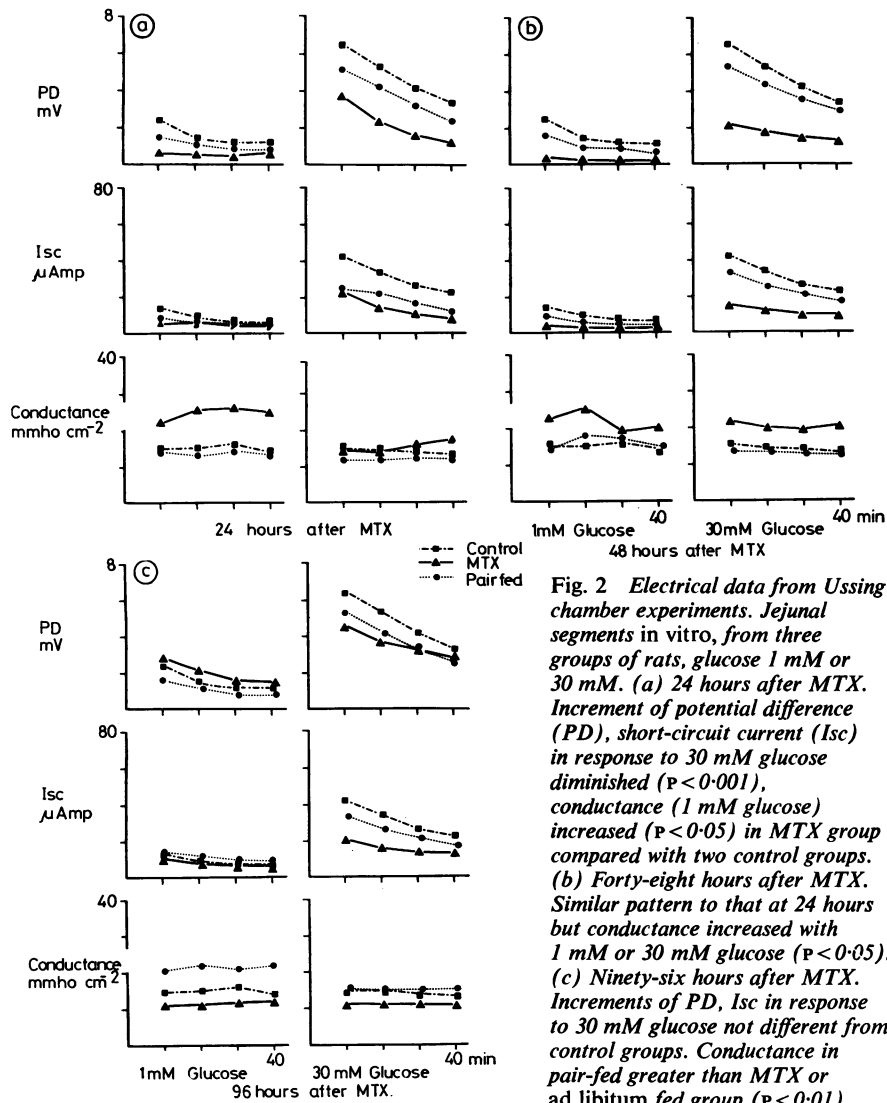 8
a
b
PD
mV
80
Isc
μAmp
40
Conductance
mmho cm⁻²
24 hours after MTX
1mM Glucose 40
30mM Glucose 40 min
48 hours after MTX
8
c
Control
MTX
Pair fed
PD
mV
80
Isc
μAmp
40
Conductance
mmho cm⁻²
1mM Glucose 40
30 mM Glucose 40 min
96 hours after MTX.
Fig. 2 Electrical data from Ussing
chamber experiments. Jejunal
segments in vitro, from three
groups of rats, glucose 1 mM or
30 mM. (a) 24 hours after MTX.
Increment of potential difference
(PD), short-circuit current (Isc)
in response to 30 mM glucose
diminished (P<0·001),
conductance (1 mM glucose)
increased (P<0·05) in MTX group
compared with two control groups.
(b) Forty-eight hours after MTX.
Similar pattern to that at 24 hours
but conductance increased with
1 mM or 30 mM glucose (P<0·05).
(c) Ninety-six hours after MTX.
Increments of PD, Isc in response
to 30 mM glucose not different from
control groups. Conductance in
pair-fed greater than MTX or
ad libitum fed group (P<0·01)